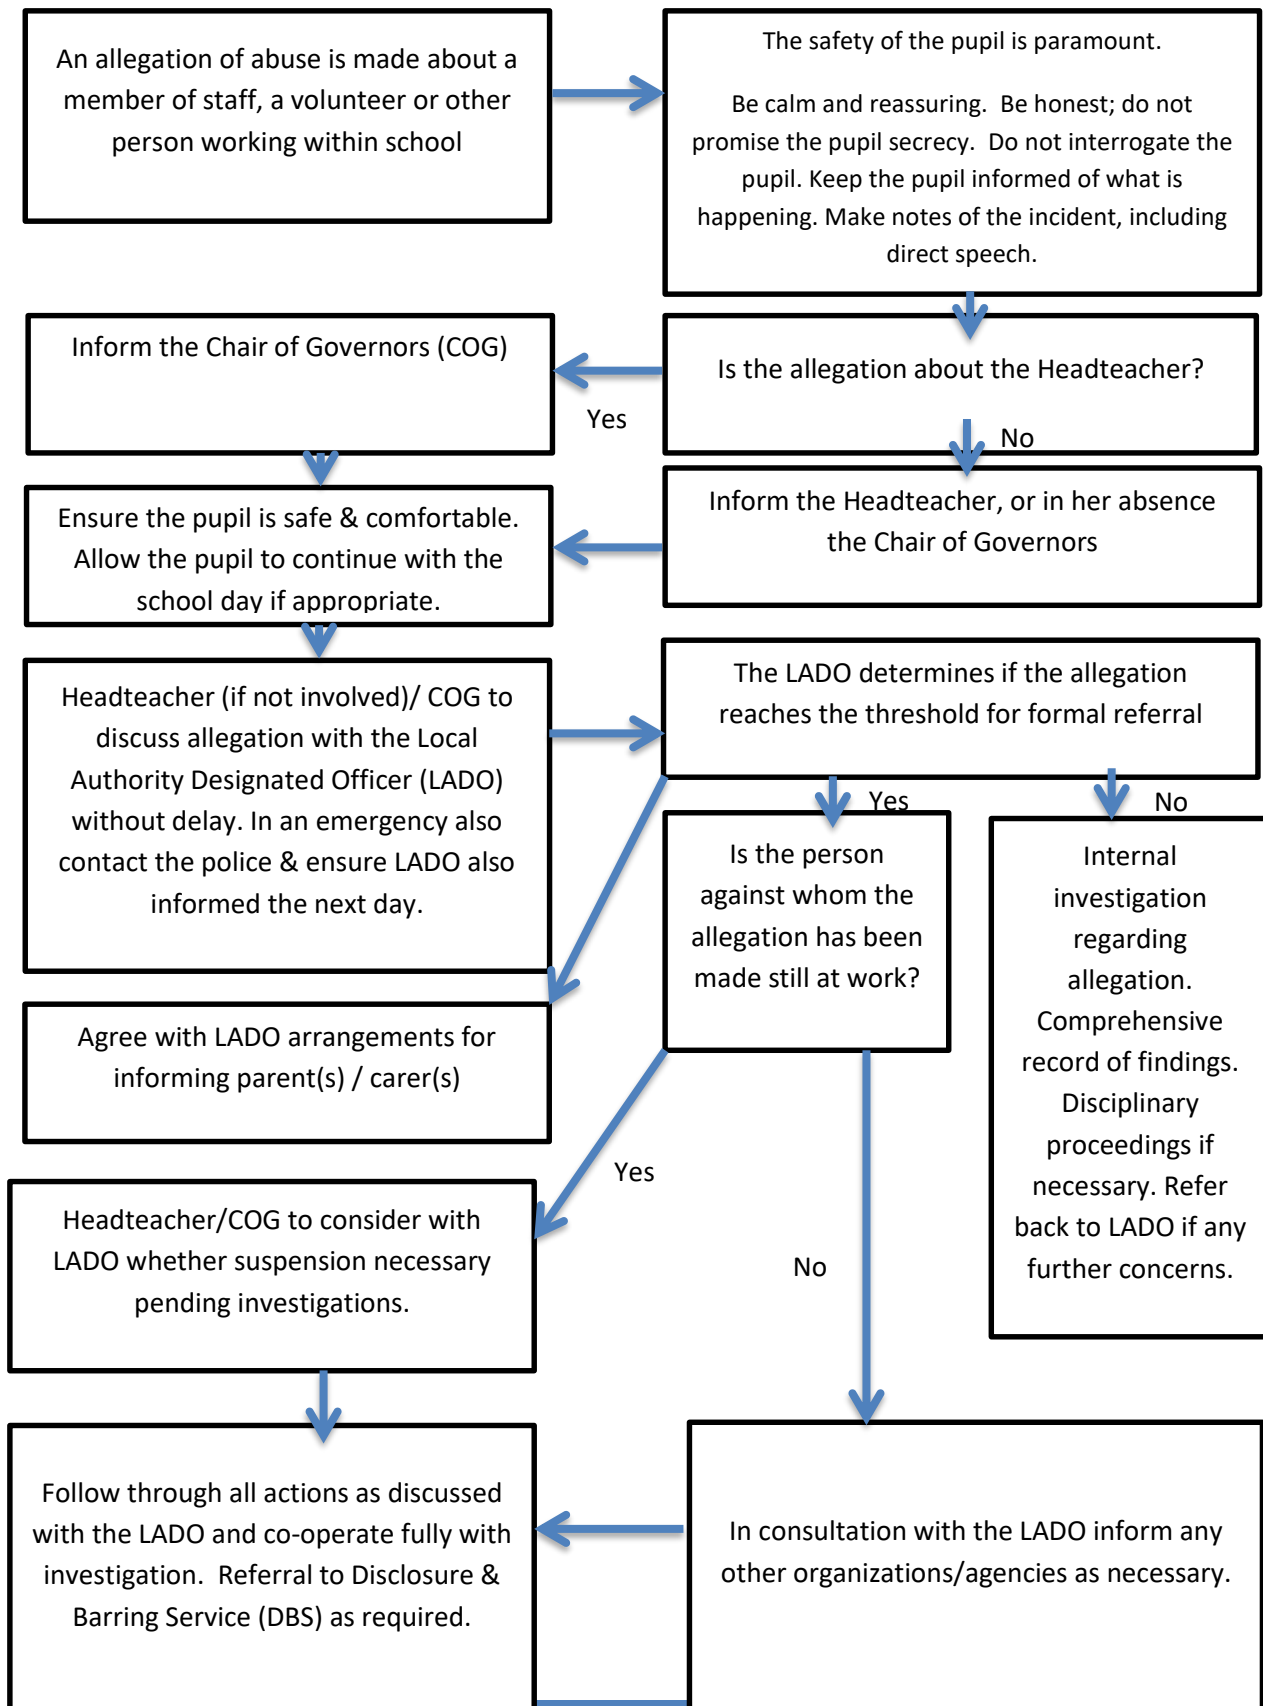 An allegation of abuse is made about a
member of staff, a volunteer or other
person working within school
The safety of the pupil is paramount.
Be calm and reassuring.  Be honest; do not
promise the pupil secrecy.  Do not interrogate the
pupil. Keep the pupil informed of what is
happening. Make notes of the incident, including
direct speech.
Inform the Chair of Governors (COG)
Is the allegation about the Headteacher?
Yes
No
Ensure the pupil is safe & comfortable.
Allow the pupil to continue with the
school day if appropriate.
Inform the Headteacher, or in her absence
the Chair of Governors
Headteacher (if not involved)/ COG to
discuss allegation with the Local
Authority Designated Officer (LADO)
without delay. In an emergency also
contact the police & ensure LADO also
informed the next day.
The LADO determines if the allegation
reaches the threshold for formal referral
Yes
No
Is the person
against whom the
allegation has been
made still at work?
Internal
investigation
regarding
allegation.
Comprehensive
record of findings.
Disciplinary
proceedings if
necessary. Refer
back to LADO if any
further concerns.
Agree with LADO arrangements for
informing parent(s) / carer(s)
Yes
No
Headteacher/COG to consider with
LADO whether suspension necessary
pending investigations.
Follow through all actions as discussed
with the LADO and co-operate fully with
investigation.  Referral to Disclosure &
Barring Service (DBS) as required.
In consultation with the LADO inform any
other organizations/agencies as necessary.